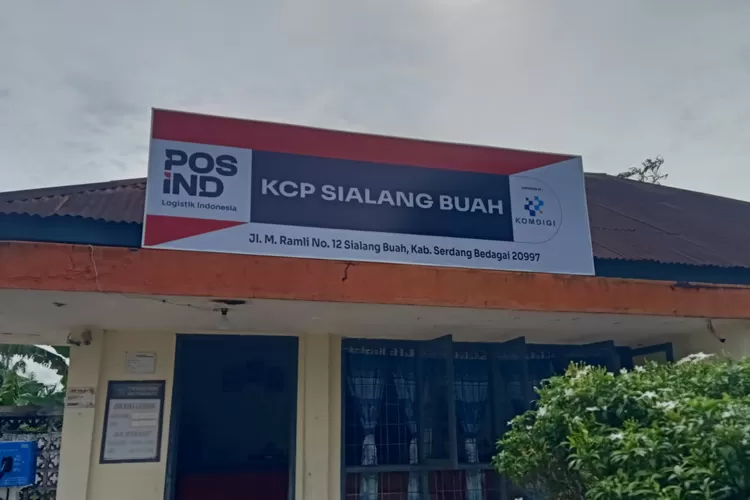 POS
IND
Logistik Indonesia
KCP SIALANG BUAH
KOMDIGI
Jl. M. Ramli No. 12 Sialang Buah, Kab. Serdang Bedagai 20997